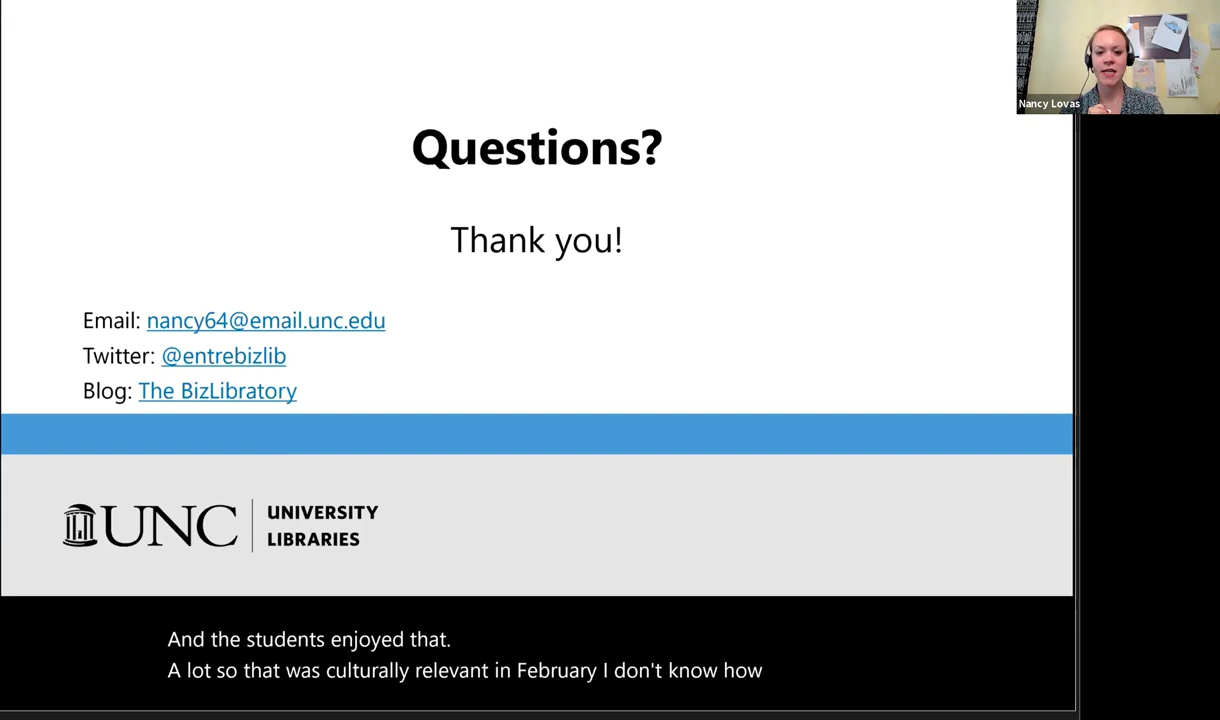 Nancy Lovas
Questions?
Thank you!
Email: nancy64@email.unc.edu
Twitter: @entrebizlib
Blog: The BizLibratory
UNC
UNIVERSITY
LIBRARIES
And the students enjoyed that.
A lot so that was culturally relevant in February I don't know how